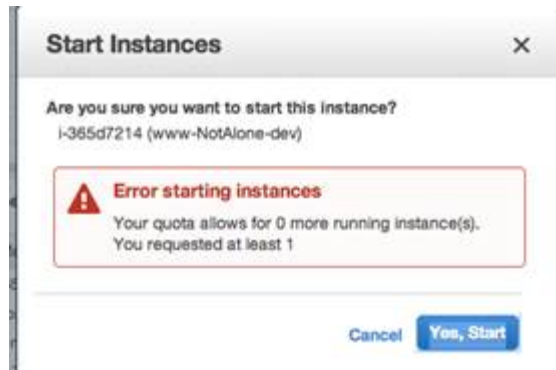 Start Instances
Are you sure you want to start this instance?
i-365d7214 (www-NotAlone-dev)
Error starting instances
Your quota allows for 0 more running instance(s).
You requested at least 1
Cancel
Yes, Start